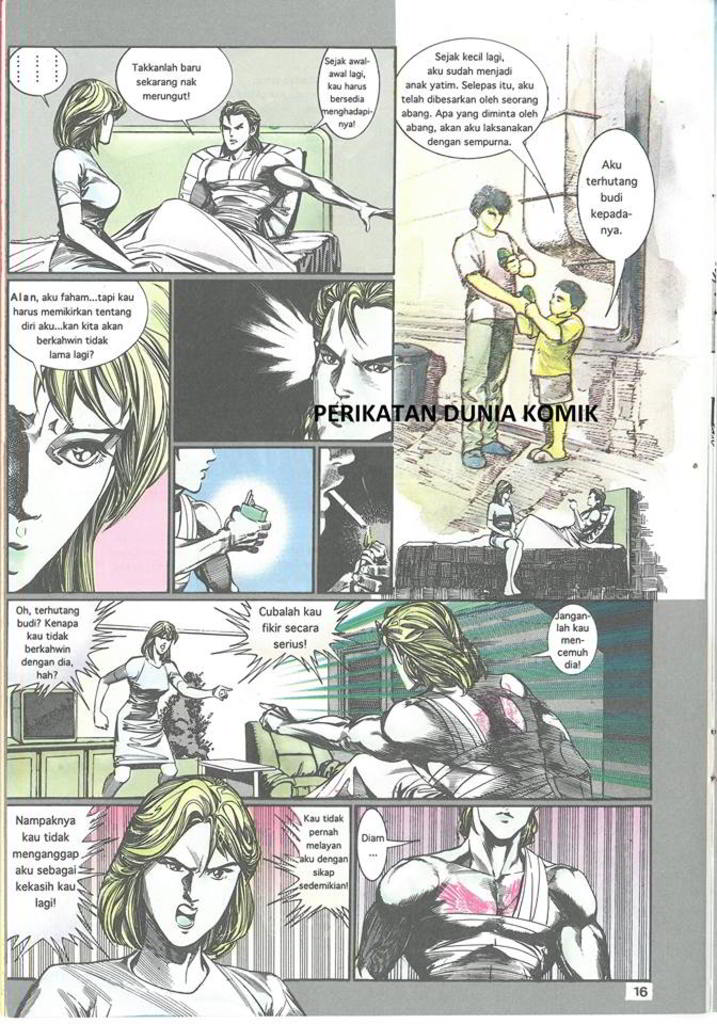 Takkanlah baru
sekarang nak
merungut!
Sejak awal-
awal lagi,
kau harus
bersedia
menghadapi-
nya!
Sejak kecil lagi,
aku sudah menjadi
anak yatim. Selepas itu, aku
telah dibesarkan oleh seorang
abang. Apa yang diminta oleh
abang, akan aku laksanakan
dengan sempurna.
Aku
terhutang
budi
kepada-
nya.
Alan, aku faham...tapi kau
harus memikirkan tentang
diri aku...kan kita akan
berkahwin tidak
lama lagi?
PERIKATAN DUNIA KOMIK
Oh, terhutang
budi? Kenapa
kau tidak
berkahwin
dengan dia,
hah?
Cubalah kau
fikir secara
serius!
Jangan-
lah kau
men-
cemuh
dia!
Nampaknya
kau tidak
menganggap
aku sebagai
kekasih kau
lagi!
Kau tidak
pernah
melayan
aku dengan
sikap
sedemikian!
Diam
...
16